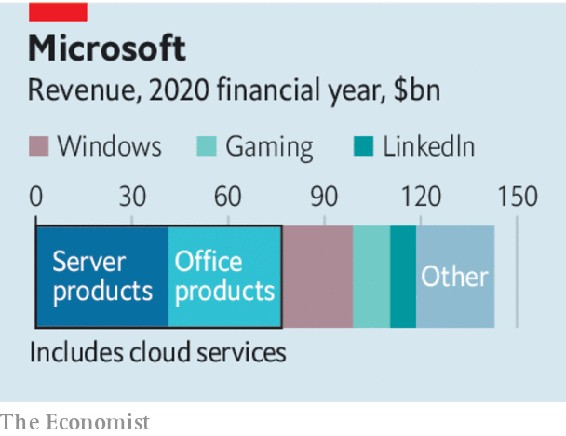 Microsoft
Revenue, 2020 financial year, $bn
Windows Gaming LinkedIn
0 30 60 90 120 150
Server
products
Office
products
Other
Includes cloud services
The Economist